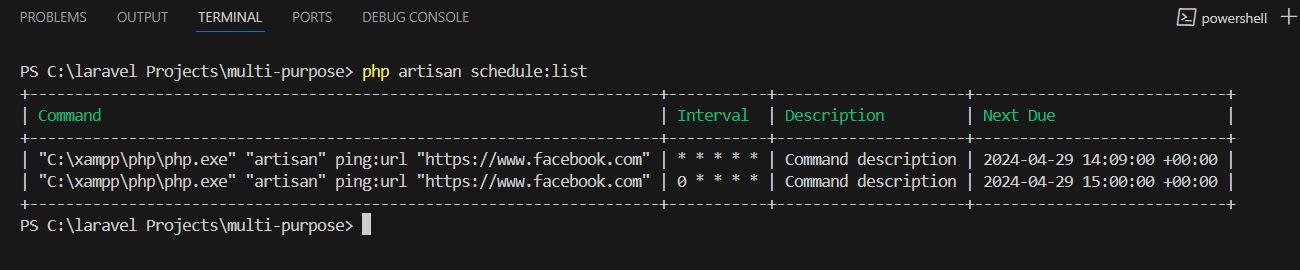 PROBLEMS OUTPUT TERMINAL PORTS DEBUG CONSOLE powershell
PS C:\laravel Projects\multi-purpose> php artisan schedule:list
+----------------------------------------------------------------------+-----------+---------------------+----------------------------+
| Command | Interval | Description | Next Due |
+----------------------------------------------------------------------+-----------+---------------------+----------------------------+
| "C:\xampp\php\php.exe" "artisan" ping:url "https://www.facebook.com" | * * * * * | Command description | 2024-04-29 14:09:00 +00:00 |
| "C:\xampp\php\php.exe" "artisan" ping:url "https://www.facebook.com" | 0 * * * * | Command description | 2024-04-29 15:00:00 +00:00 |
+----------------------------------------------------------------------+-----------+---------------------+----------------------------+
PS C:\laravel Projects\multi-purpose>